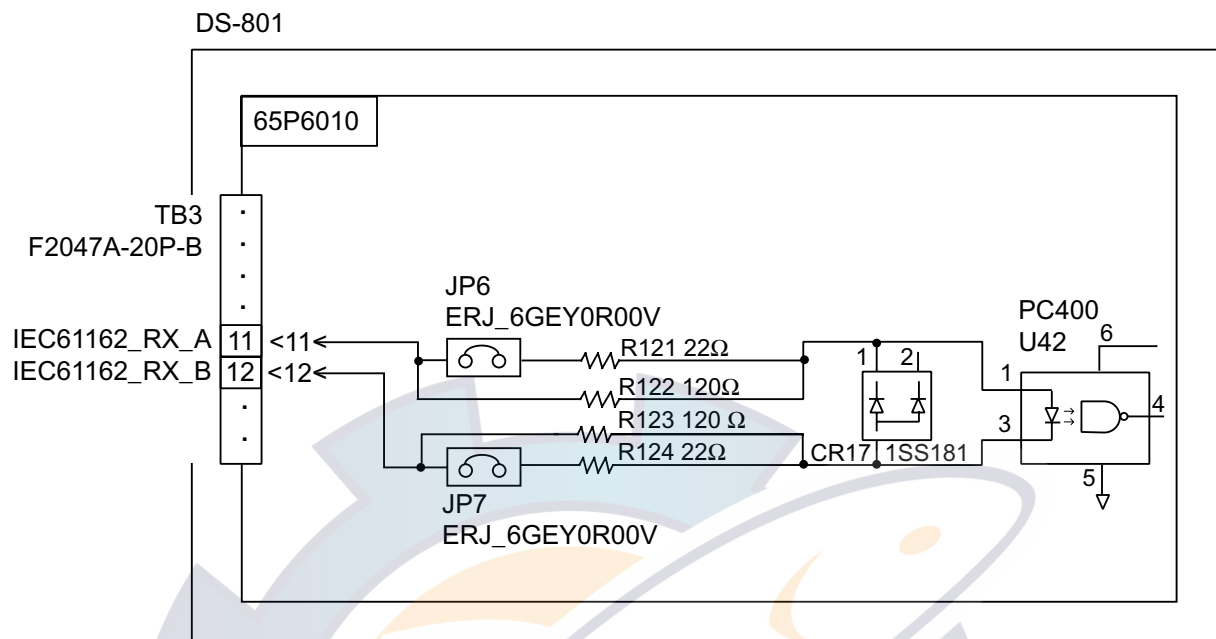 DS-801
65P6010
TB3
F2047A-20P-B
.
.
.
.
IEC61162_RX_A 11 <11
IEC61162_RX_B 12 <12
.
.
JP6
ERJ_6GEY0R00V
R121 22Ω
R122 120Ω
R123 120 Ω
R124 22Ω
JP7
ERJ_6GEY0R00V
1 2
CR17 1SS181
PC400
U42
6
1
3
4
5